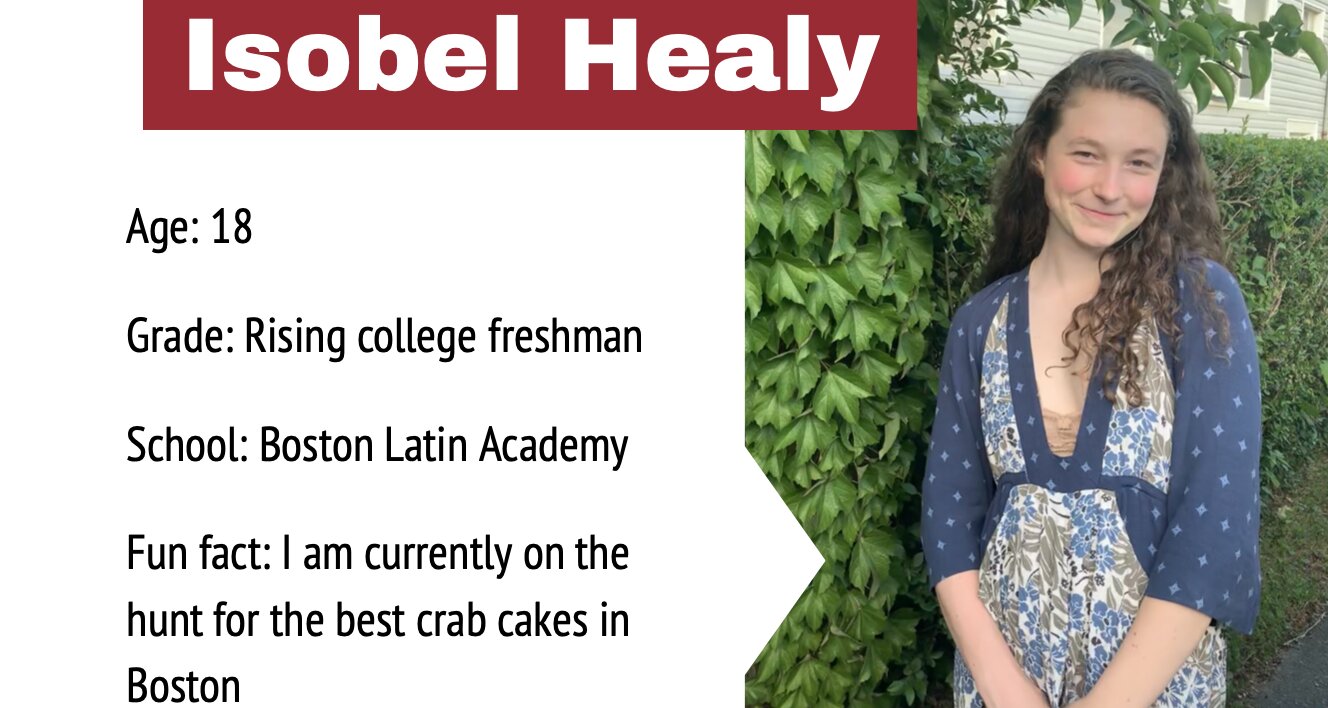 Isobel Healy
Age: 18
Grade: Rising college freshman
School: Boston Latin Academy
Fun fact: I am currently on the
hunt for the best crab cakes in
Boston